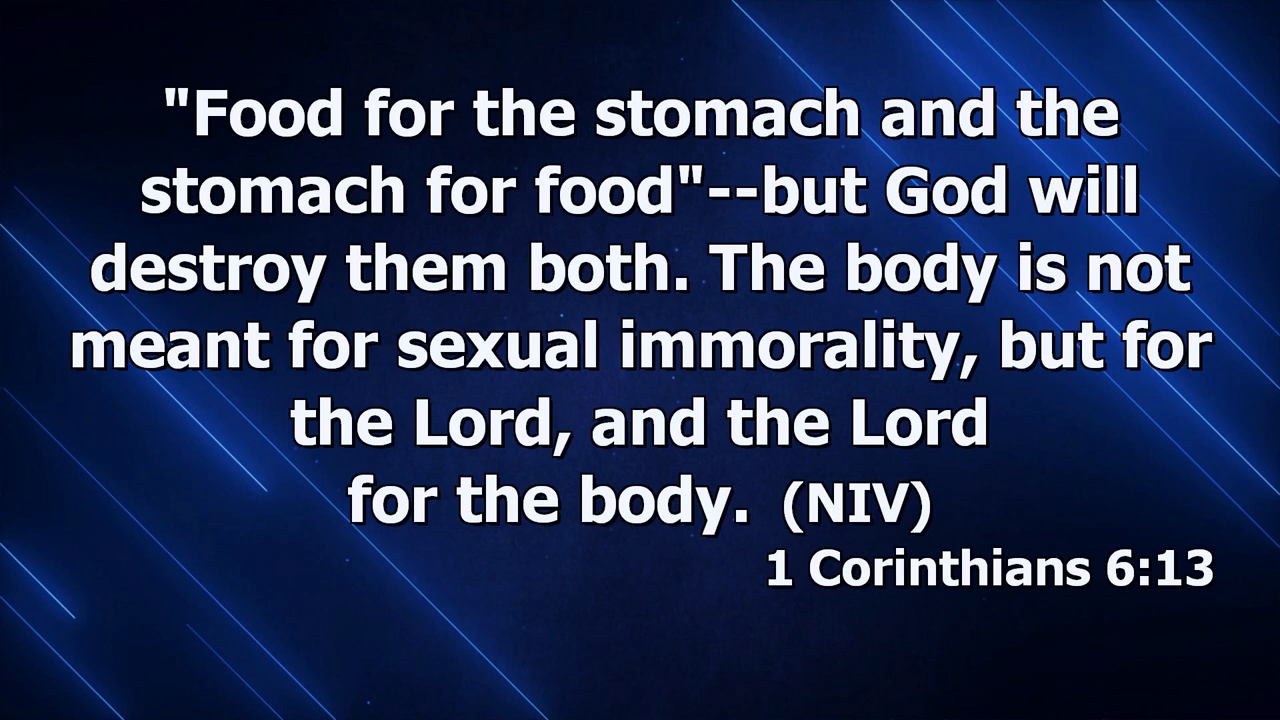 "Food for the stomach and the
stomach for food"--but God will
destroy them both. The body is not
meant for sexual immorality, but for
the Lord, and the Lord
for the body. (NIV)
1 Corinthians 6:13